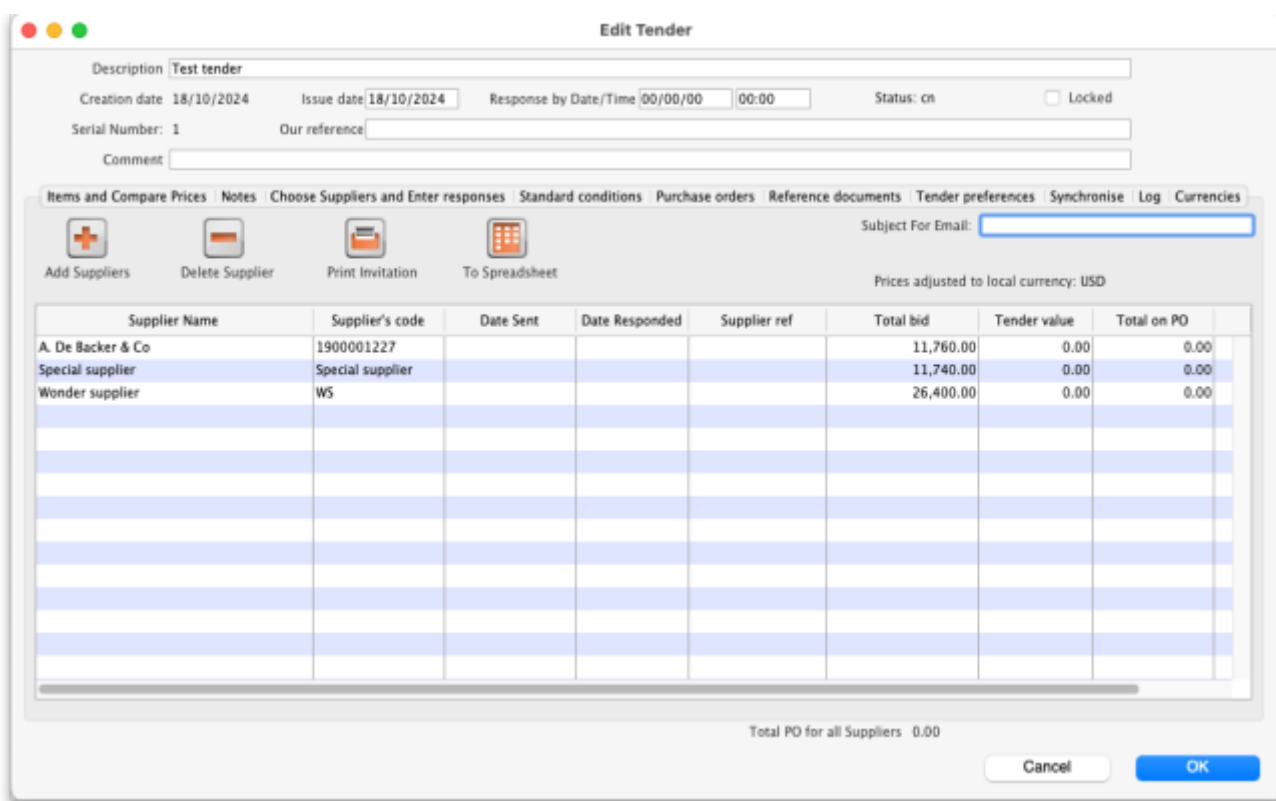 Edit Tender
Description Test tender
Creation date 18/10/2024 Issue date 18/10/2024 Response by Date/Time 00/00/00 00:00 Status: cn Locked
Serial Number: 1 Our reference
Comment
Items and Compare Prices Notes Choose Suppliers and Enter responses Standard conditions Purchase orders Reference documents Tender preferences Synchronise Log Currencies
Subject For Email:
Add Suppliers Delete Supplier Print Invitation To Spreadsheet
Prices adjusted to local currency: USD
Supplier Name Supplier's code Date Sent Date Responded Supplier ref Total bid Tender value Total on PO
A. De Backer & Co 1900001227 11,760.00 0.00 0.00
Special supplier Special supplier 11,740.00 0.00 0.00
Wonder supplier WS 26,400.00 0.00 0.00
Total PO for all Suppliers 0.00
Cancel OK